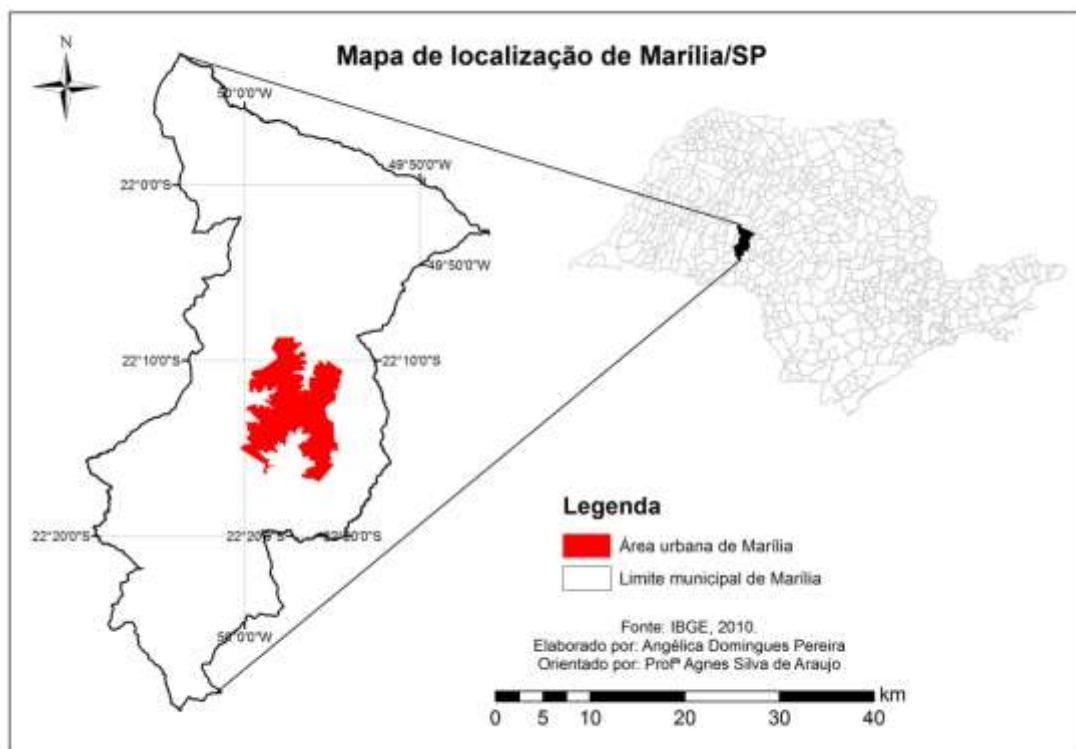 Mapa de localização de Marília/SP
N
50°0'0"W
49°50'0"W
22°0'0"S
49°50'0"W
22°10'0"S
22°10'0"S
22°20'0"S
22°20'0"S
22°20'0"S
50°0'0"W
Legenda
Área urbana de Marília
Limite municipal de Marília
Fonte: IBGE, 2010.
Elaborado por: Angélica Domingues Pereira
Orientado por: Profª Agnes Silva de Araujo
km
0 5 10 20 30 40